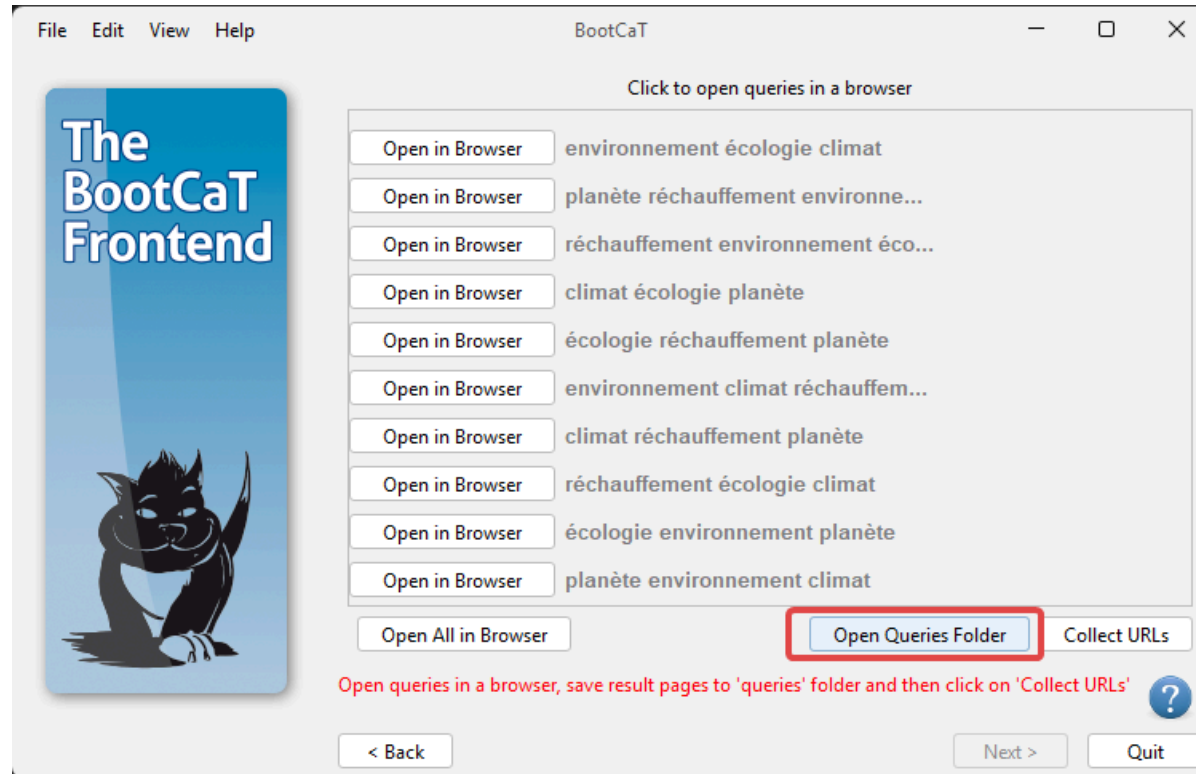 File Edit View Help BootCaT
The
BootCaT
Frontend
Click to open queries in a browser
Open in Browser environnement écologie climat
Open in Browser planète réchauffement environne...
Open in Browser réchauffement environnement éco...
Open in Browser climat écologie planète
Open in Browser écologie réchauffement planète
Open in Browser environnement climat réchauffem...
Open in Browser climat réchauffement planète
Open in Browser réchauffement écologie climat
Open in Browser écologie environnement planète
Open in Browser planète environnement climat
Open All in Browser Open Queries Folder Collect URLs
Open queries in a browser, save result pages to 'queries' folder and then click on 'Collect URLs' ?
< Back Next > Quit